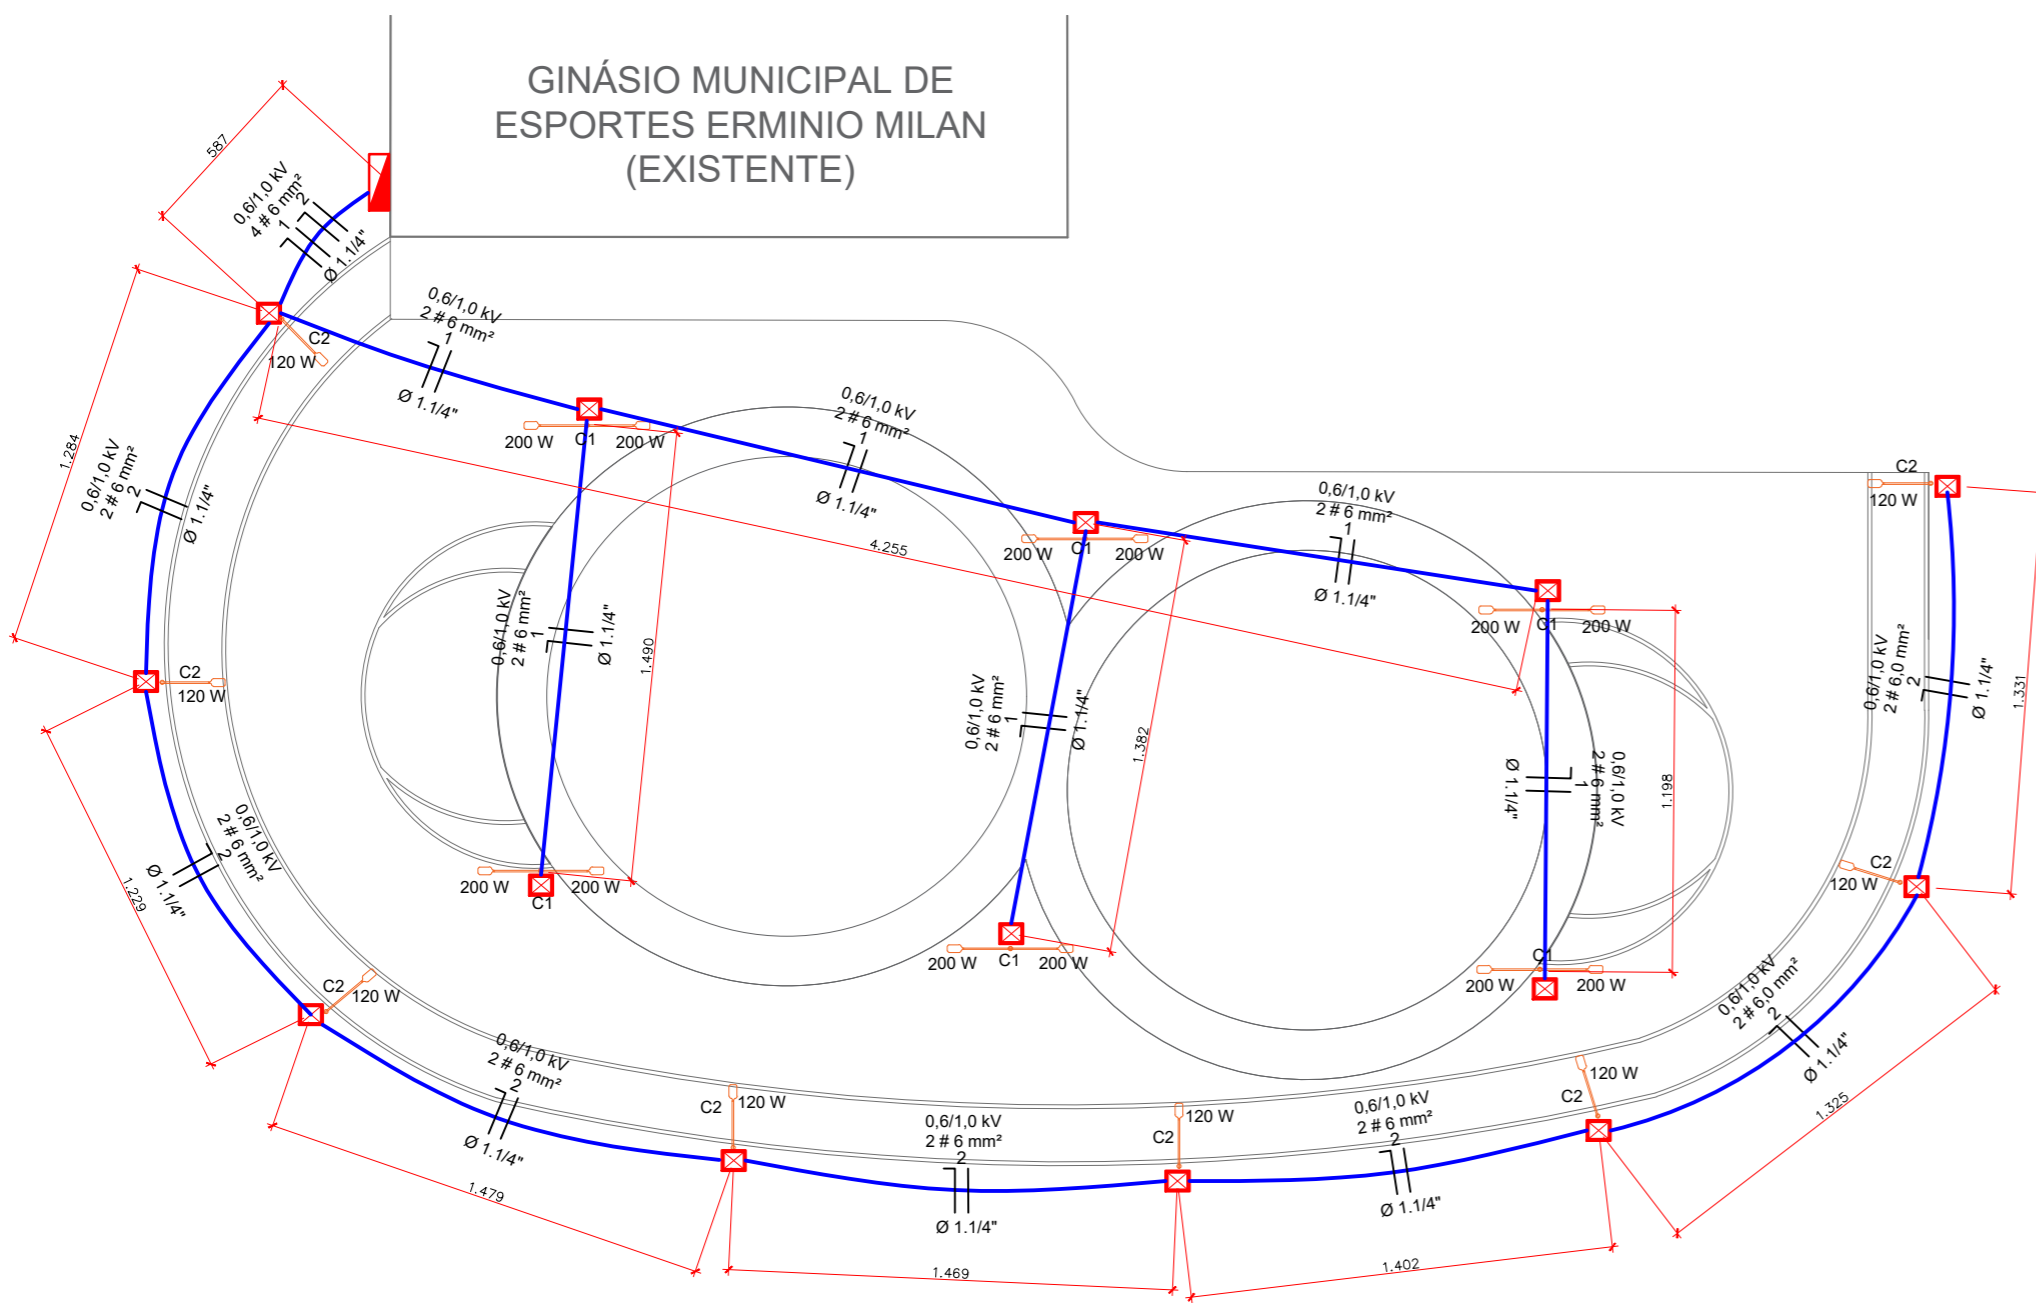 GINÁSIO MUNICIPAL DE
ESPORTES ERMINIO MILAN
(EXISTENTE)
587
0,6/1,0 kV
4 # 6 mm²
1
2
Ø 1.1/4"
C2
120 W
0,6/1,0 kV
2 # 6 mm²
1
Ø 1.1/4"
200 W
C1
200 W
0,6/1,0 kV
2 # 6 mm²
1
Ø 1.1/4"
4.255
200 W
C1
200 W
0,6/1,0 kV
2 # 6 mm²
1
Ø 1.1/4"
200 W
C1
200 W
C2
120 W
1.284
0,6/1,0 kV
2 # 6 mm²
2
Ø 1.1/4"
C2
120 W
0,6/1,0 kV
2 # 6 mm²
1
Ø 1.1/4"
1.490
0,6/1,0 kV
2 # 6 mm²
1
Ø 1.1/4"
1.382
0,6/1,0 kV
2 # 6 mm²
1
Ø 1.1/4"
1.198
0,6/1,0 kV
2 # 6,0 mm²
2
Ø 1.1/4"
1.331
1.229
0,6/1,0 kV
2 # 6 mm²
2
Ø 1.1/4"
200 W
C1
200 W
200 W
C1
200 W
200 W
C1
200 W
C2
120 W
C2
120 W
0,6/1,0 kV
2 # 6 mm²
2
Ø 1.1/4"
1.479
C2
120 W
0,6/1,0 kV
2 # 6 mm²
2
Ø 1.1/4"
1.469
C2
120 W
0,6/1,0 kV
2 # 6 mm²
2
Ø 1.1/4"
1.402
C2
120 W
0,6/1,0 kV
2 # 6,0 mm²
2
Ø 1.1/4"
1.325